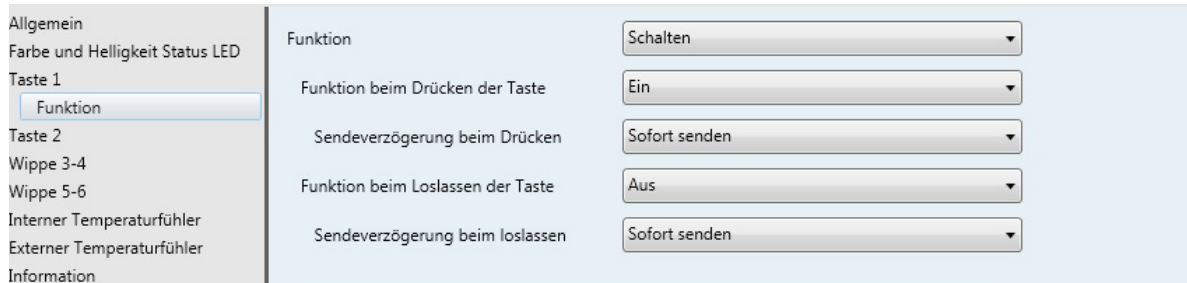 Allgemein
Farbe und Helligkeit Status LED
Taste 1
Funktion
Taste 2
Wippe 3-4
Wippe 5-6
Interner Temperaturfühler
Externer Temperaturfühler
Information
Funktion Schalten
Funktion beim Drücken der Taste Ein
Sendeverzögerung beim Drücken Sofort senden
Funktion beim Loslassen der Taste Aus
Sendeverzögerung beim loslassen Sofort senden